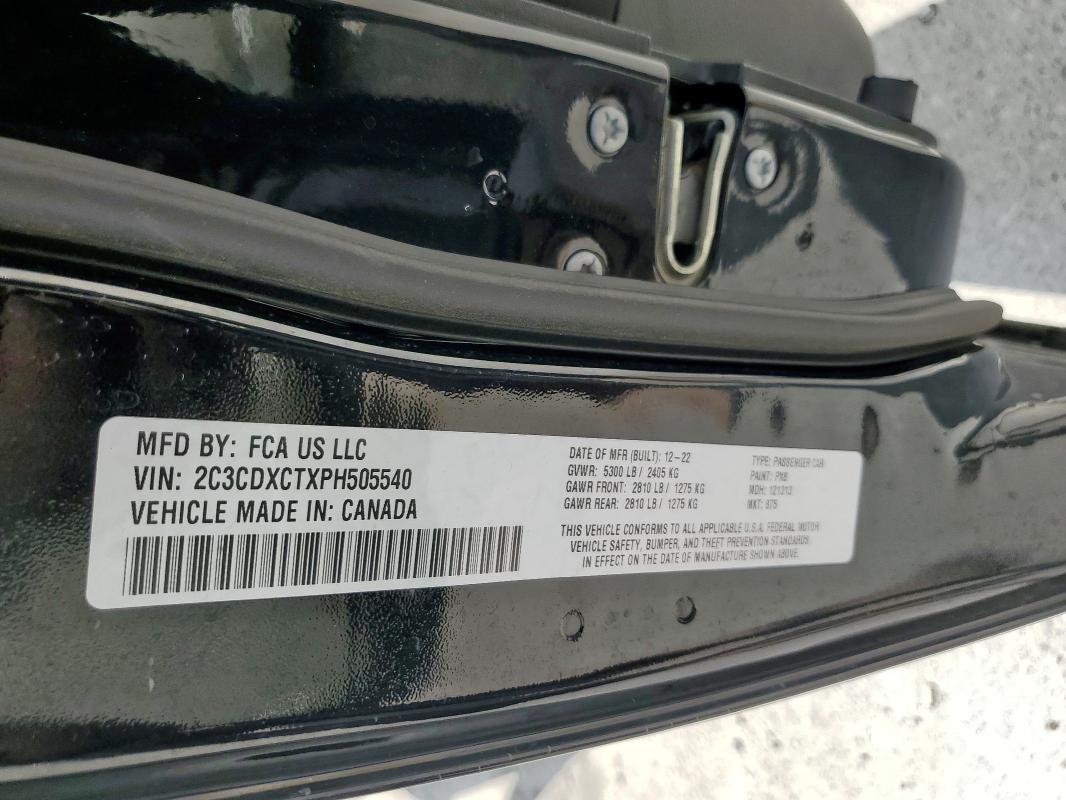 MFD BY: FCA US LLC
VIN: 2C3CDXCTXPH505540
VEHICLE MADE IN: CANADA
DATE OF MFR (BUILT): 12-22
GVWR: 5300 LB / 2405 KG
GAWR FRONT: 2810 LB / 1275 KG
GAWR REAR: 2810 LB / 1275 KG
TYPE: PASSENGER CAR
PAINT: PX8
MDH: 121313
MKT: 875
THIS VEHICLE CONFORMS TO ALL APPLICABLE U.S.A. FEDERAL MOTOR
VEHICLE SAFETY, BUMPER, AND THEFT PREVENTION STANDARDS
IN EFFECT ON THE DATE OF MANUFACTURE SHOWN ABOVE.